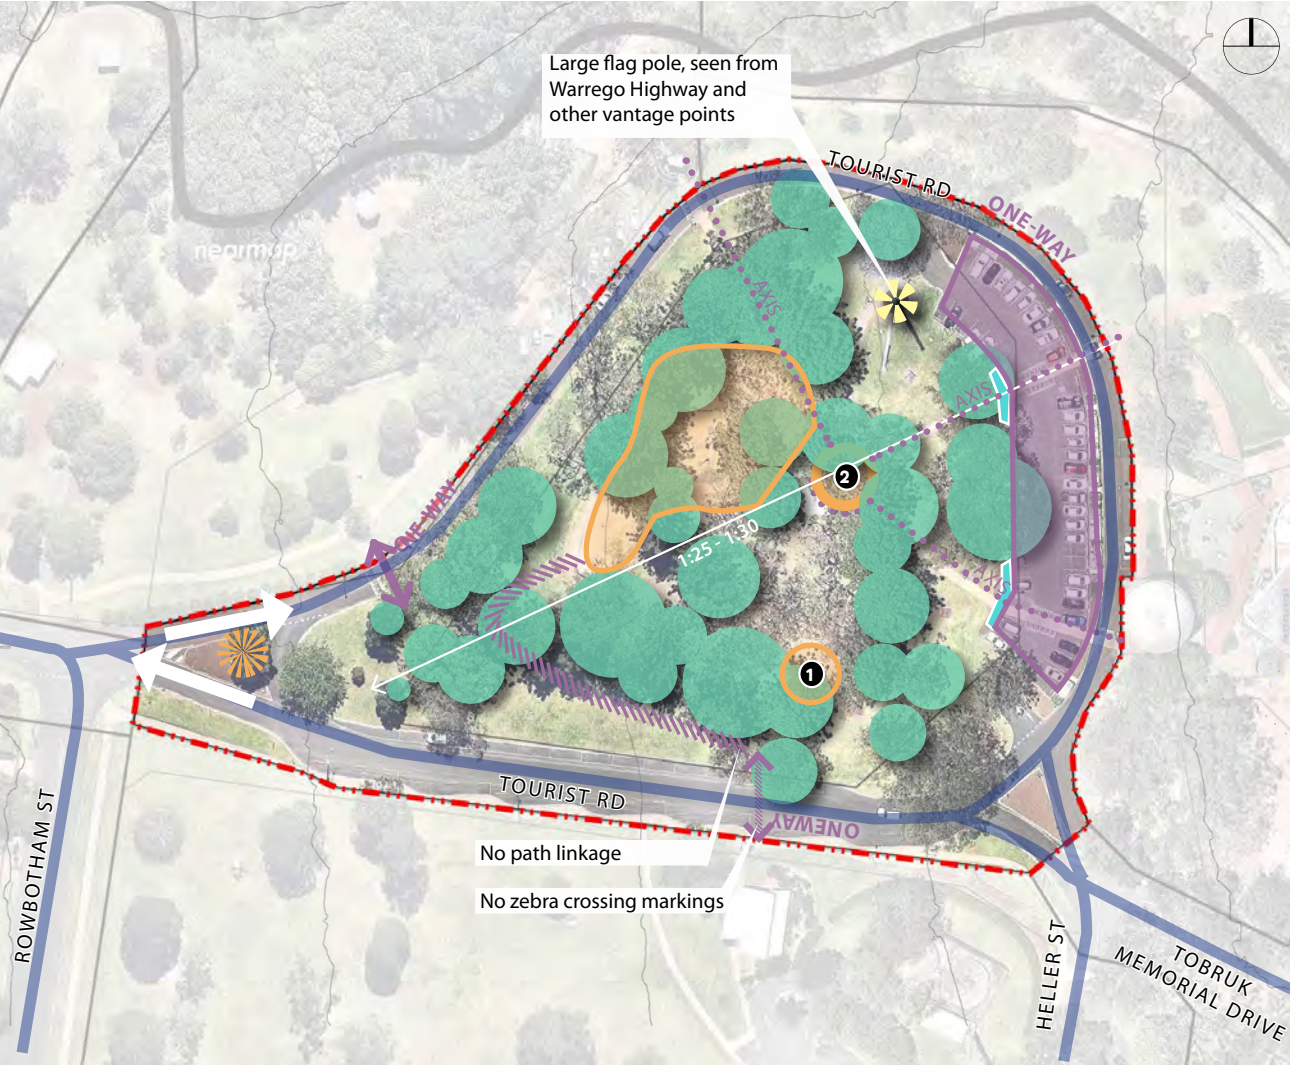 Large flag pole, seen from
Warrego Highway and
other vantage points
TOURIST RD
ONE-WAY
nearmap
AXIS
AXIS
2
ONE-WAY
1:25 - 1:30
AXIS
1
TOURIST RD
ONEWAY
No path linkage
No zebra crossing markings
ROWBOTHAM ST
HELLER ST
TOBRUK
MEMORIAL DRIVE